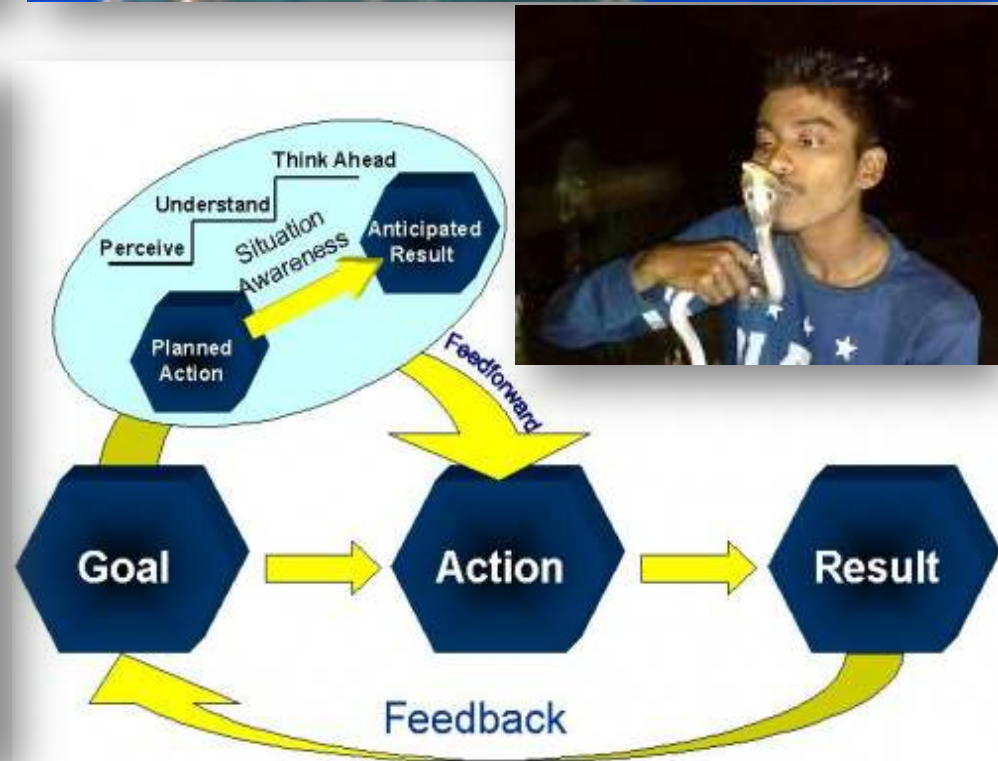 Think Ahead
Understand
Perceive
Situation
Awareness
Anticipated
Result
Planned
Action
Feedforward
Goal
Action
Result
Feedback